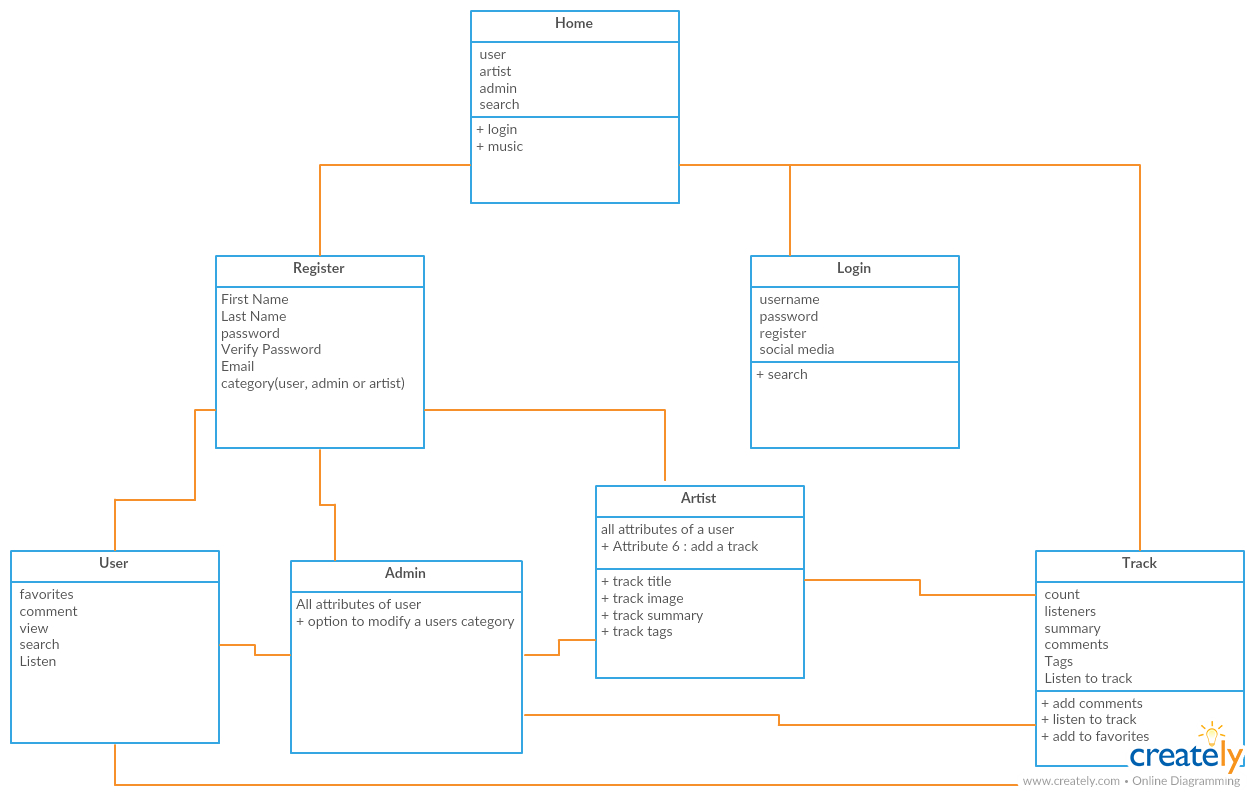 Home
user
artist
admin
search
+ login
+ music
Register
First Name
Last Name
password
Verify Password
Email
category(user, admin or artist)
Login
username
password
register
social media
+ search
Artist
all attributes of a user
+ Attribute 6 : add a track
+ track title
+ track image
+ track summary
+ track tags
User
favorites
comment
view
search
Listen
Admin
All attributes of user
+ option to modify a users category
Track
count
listeners
summary
comments
Tags
Listen to track
+ add comments
+ listen to track
+ add to favorites
creately
www.creately.com • Online Diagramming